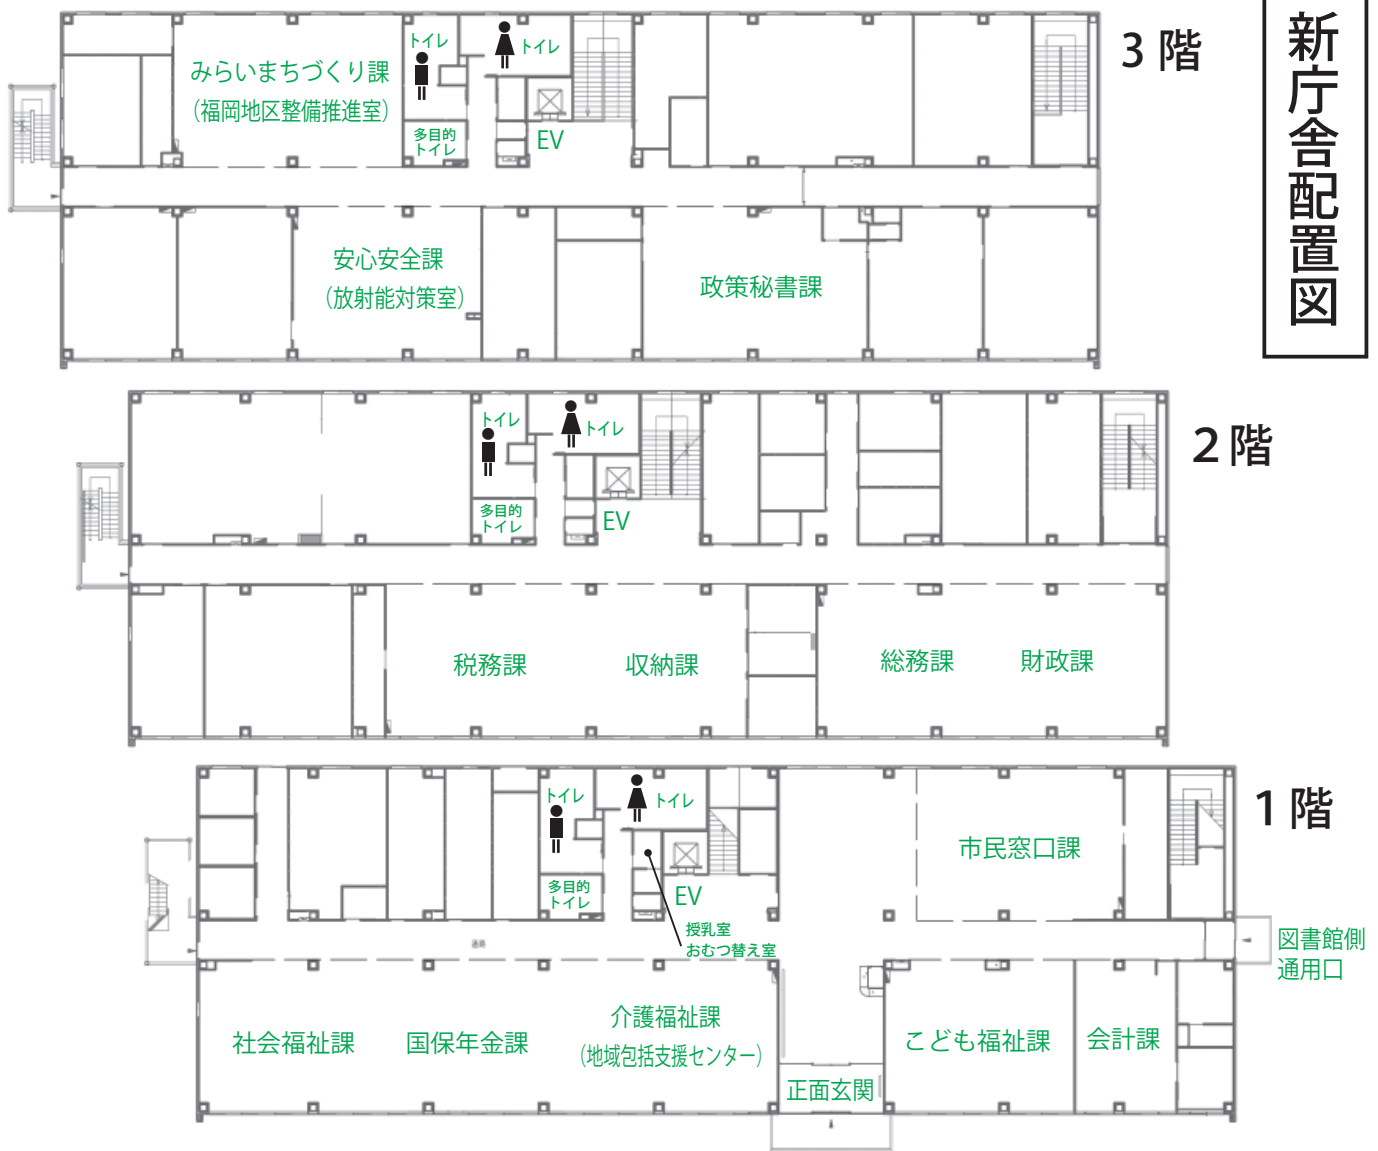 新庁舎配置図
3階
みらいまちづくり課
（福岡地区整備推進室）
トイレ
トイレ
多目的
トイレ
EV
安心安全課
（放射能対策室）
政策秘書課
2階
トイレ
トイレ
多目的
トイレ
EV
税務課
収納課
総務課
財政課
1階
トイレ
トイレ
多目的
トイレ
EV
授乳室
おむつ替え室
市民窓口課
通路
図書館側
通用口
社会福祉課
国保年金課
介護福祉課
（地域包括支援センター）
正面玄関
こども福祉課
会計課